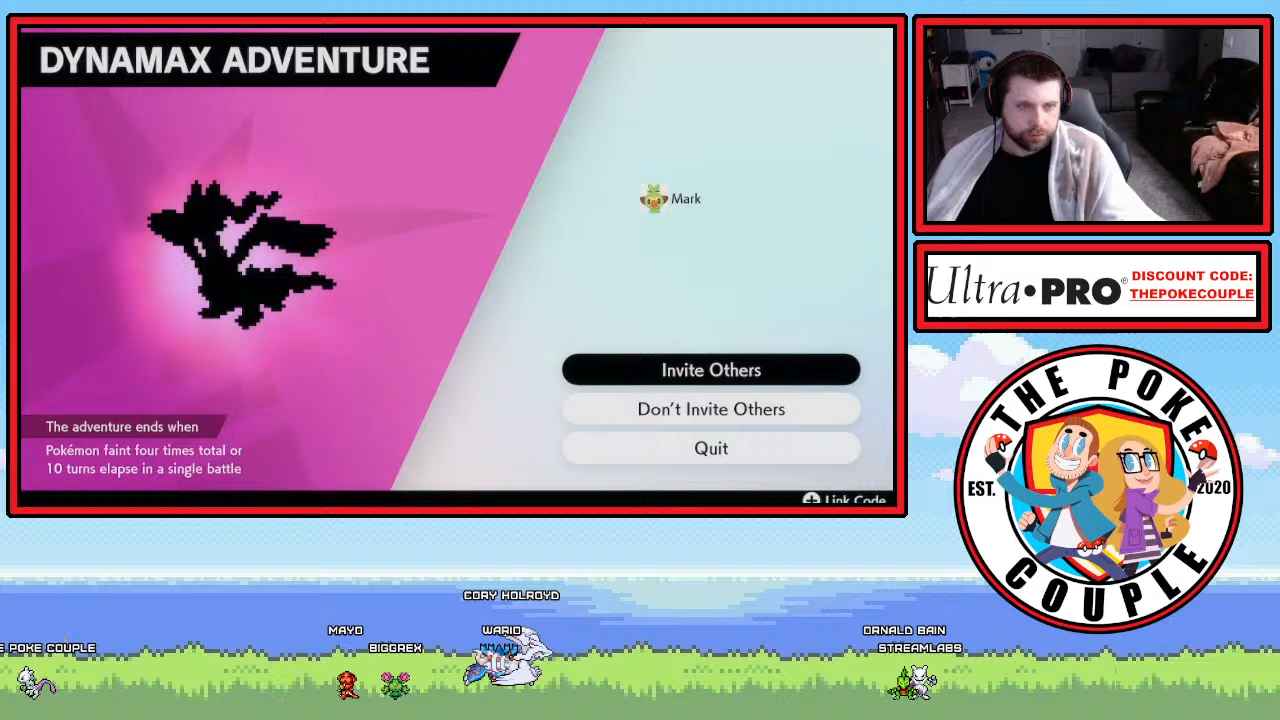 DYNAMAX ADVENTURE
Mark
Invite Others
Don't Invite Others
Quit
The adventure ends when
Pokémon faint four times total or
10 turns elapse in a single battle
Link Code
Ultra•PRO®
DISCOUNT CODE:
THEPOKECOUPLE
THE POKE
EST. 2020
COUPLE
CORY HOLROYD
MAYO
WARIO
ORNALD BAIN
E POKE COUPLE
BIGGREX
STREAMLABS